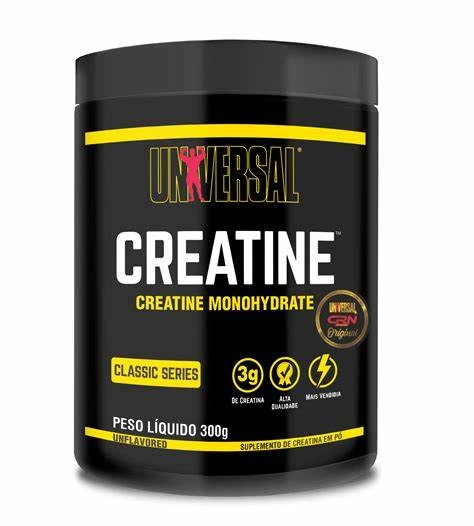 UNIVERSAL
CREATINE™
CREATINE MONOHYDRATE
UNIVERSAL
CRN
Original
CLASSIC SERIES
3g
DE CREATINA
ALTA
QUALIDADE
MAIS VENDIDA
PESO LÍQUIDO 300g
UNFLAVORED
SUPLEMENTO DE CREATINA EM PÓ